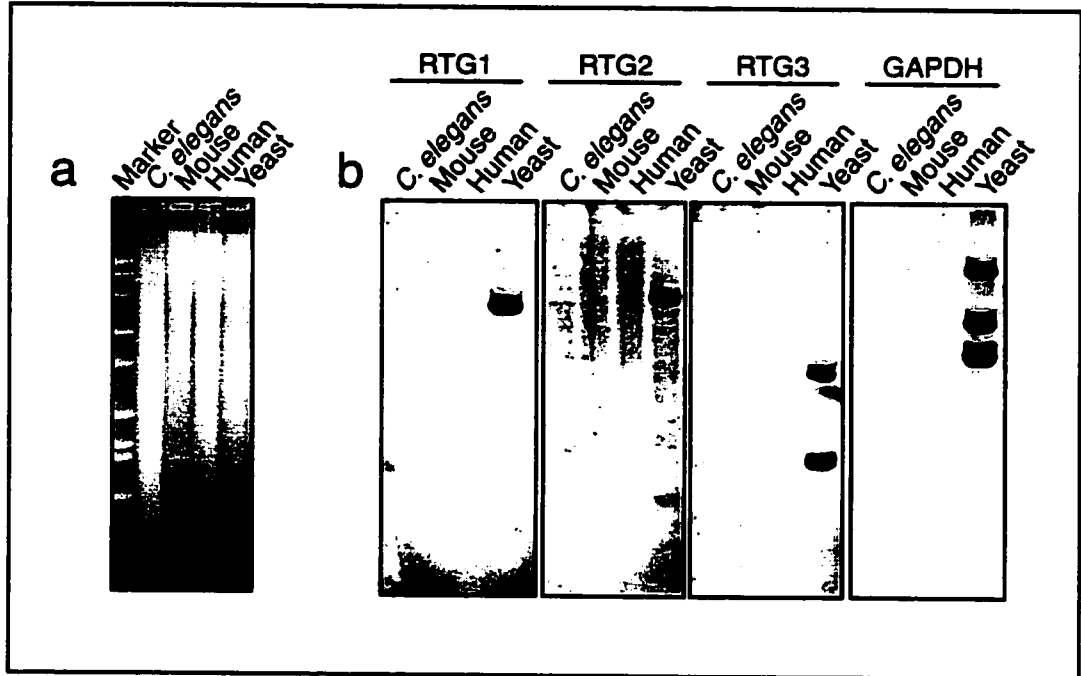 a
Marker
C. elegans
Mouse
Human
Yeast
b
RTG1
C. elegans
Mouse
Human
Yeast
RTG2
C. elegans
Mouse
Human
Yeast
RTG3
C. elegans
Mouse
Human
Yeast
GAPDH
C. elegans
Mouse
Human
Yeast